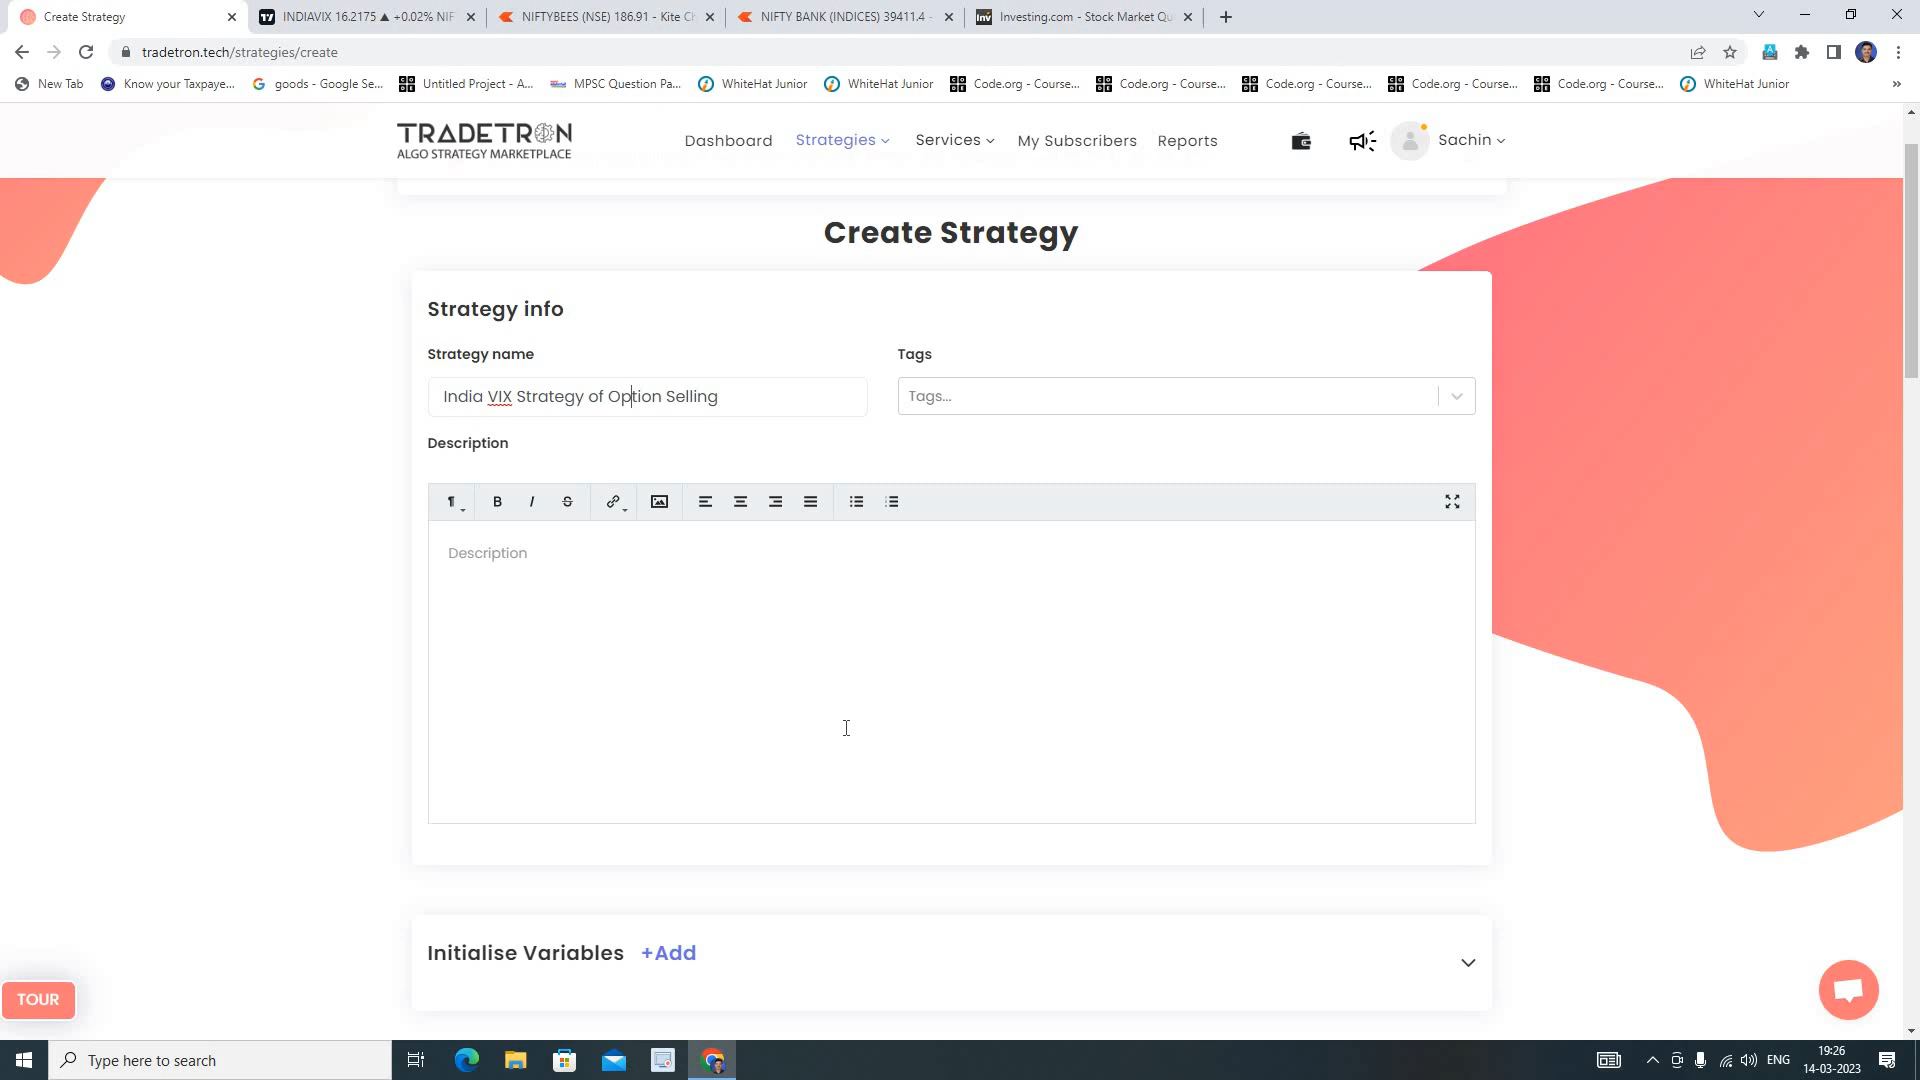 Create Strategy
INDIAVIX 16.2175 ▲ +0.02% NIF
NIFTYBEES (NSE) 186.91 - Kite C
NIFTY BANK (INDICES) 39411.4 -
Investing.com - Stock Market Qu
tradetron.tech/strategies/create
New Tab
Know your Taxpaye...
goods - Google Se...
Untitled Project - A...
MPSC Question Pa...
WhiteHat Junior
WhiteHat Junior
Code.org - Course...
Code.org - Course...
Code.org - Course...
Code.org - Course...
Code.org - Course...
WhiteHat Junior
TRADETRON
ALGO STRATEGY MARKETPLACE
Dashboard
Strategies
Services
My Subscribers
Reports
Sachin
Create Strategy
Strategy info
Strategy name
Tags
India VIX Strategy of Option Selling
Tags...
Description
Description
Initialise Variables +Add
TOUR
Type here to search
ENG
19:26
14-03-2023